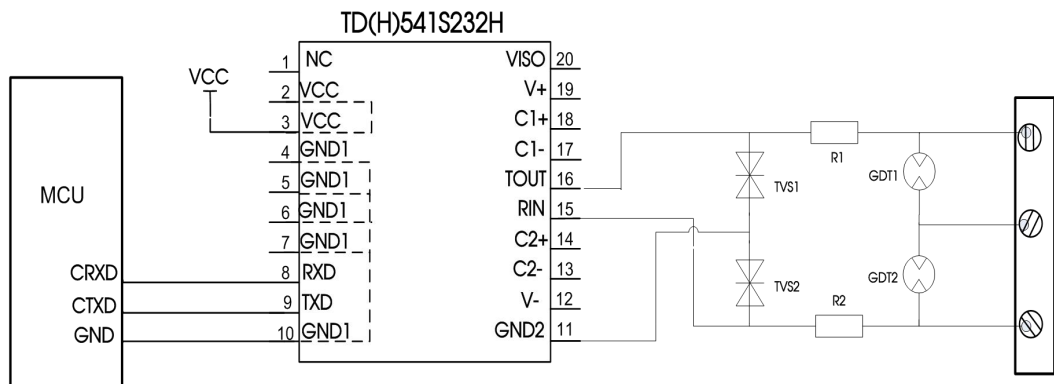 TD(H)541S232H
1 NC VISO 20
VCC 2 VCC V+ 19
3 VCC C1+ 18
4 GND1 C1- 17
5 GND1 TOUT 16
6 GND1 RIN 15
7 GND1 C2+ 14
8 RXD C2- 13
9 TXD V- 12
10 GND1 GND2 11
MCU
CRXD
CTXD
GND
R1
TVS1
GDT1
TVS2
GDT2
R2